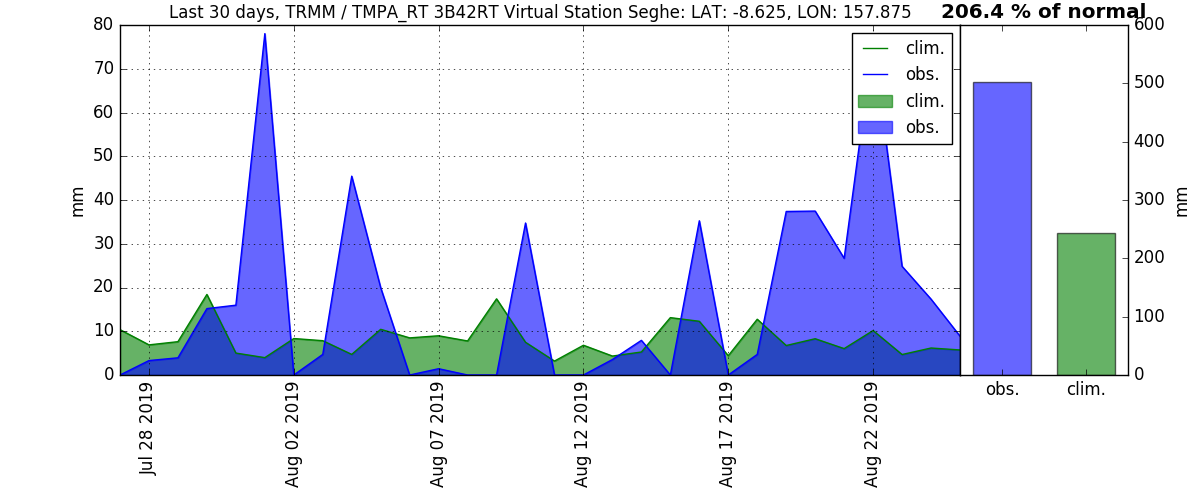 Last 30 days, TRMM / TMPA_RT 3B42RT Virtual Station Seghe: LAT: -8.625, LON: 157.875
206.4 % of normal
80
70
60
50
40
30
20
10
0
mm
clim.
obs.
clim.
obs.
600
500
400
300
200
100
0
mm
Jul 28 2019
Aug 02 2019
Aug 07 2019
Aug 12 2019
Aug 17 2019
Aug 22 2019
obs.
clim.